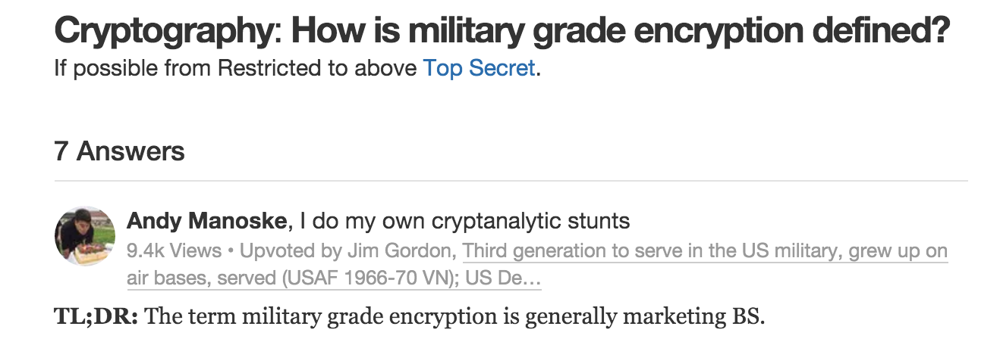 Cryptography: How is military grade encryption defined?
If possible from Restricted to above Top Secret.
7 Answers
Andy Manoske, I do my own cryptanalytic stunts
9.4k Views • Upvoted by Jim Gordon, Third generation to serve in the US military, grew up on
air bases, served (USAF 1966-70 VN); US De…
TL;DR: The term military grade encryption is generally marketing BS.